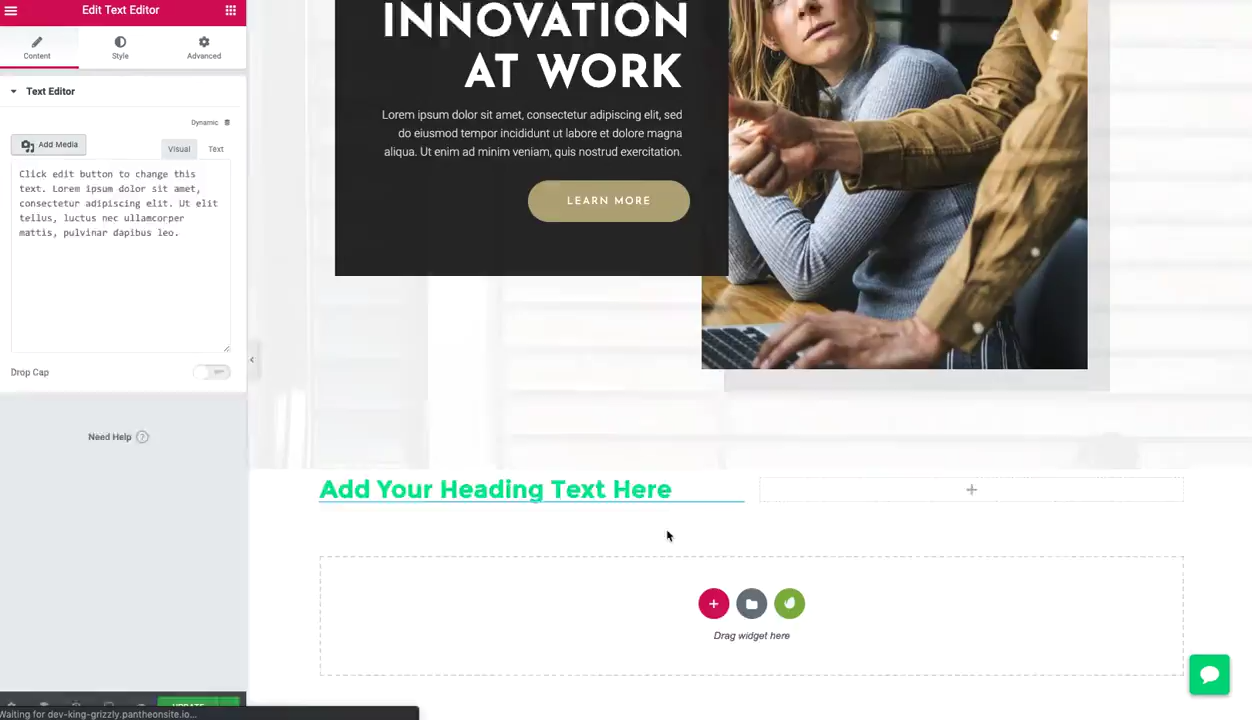 Edit Text Editor
Content
Style
Advanced
Text Editor
Dynamic
Add Media
Visual
Text
Click edit button to change this
text. Lorem ipsum dolor sit amet,
consectetur adipiscing elit. Ut elit
tellus, luctus nec ullamcorper
mattis, pulvinar dapibus leo.
Drop Cap
Need Help ?
UPDATE
Waiting for dev-king-grizzly.pantheonsite.io...
INNOVATION
AT WORK
Lorem ipsum dolor sit amet, consectetur adipiscing elit, sed
do eiusmod tempor incididunt ut labore et dolore magna
aliqua. Ut enim ad minim veniam, quis nostrud exercitation.
LEARN MORE
Add Your Heading Text Here
Drag widget here